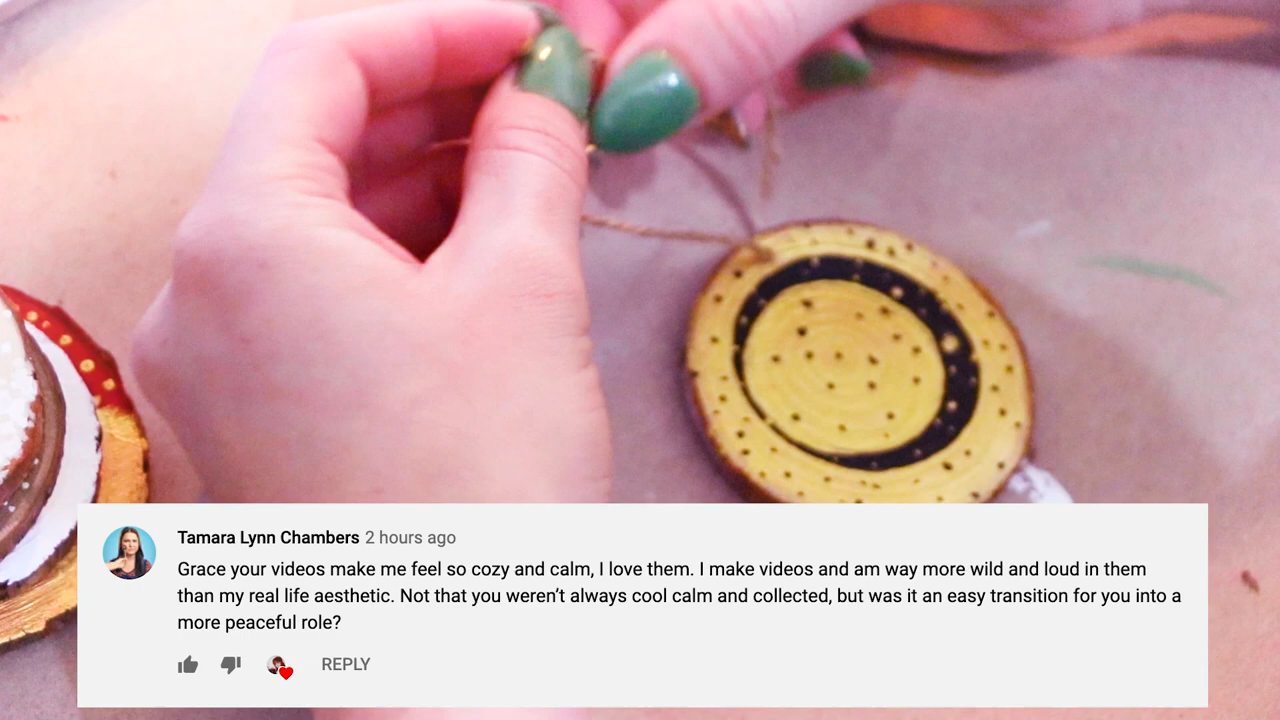 Tamara Lynn Chambers 2 hours ago
Grace your videos make me feel so cozy and calm, I love them. I make videos and am way more wild and loud in them
than my real life aesthetic. Not that you weren’t always cool calm and collected, but was it an easy transition for you into a
more peaceful role?
REPLY